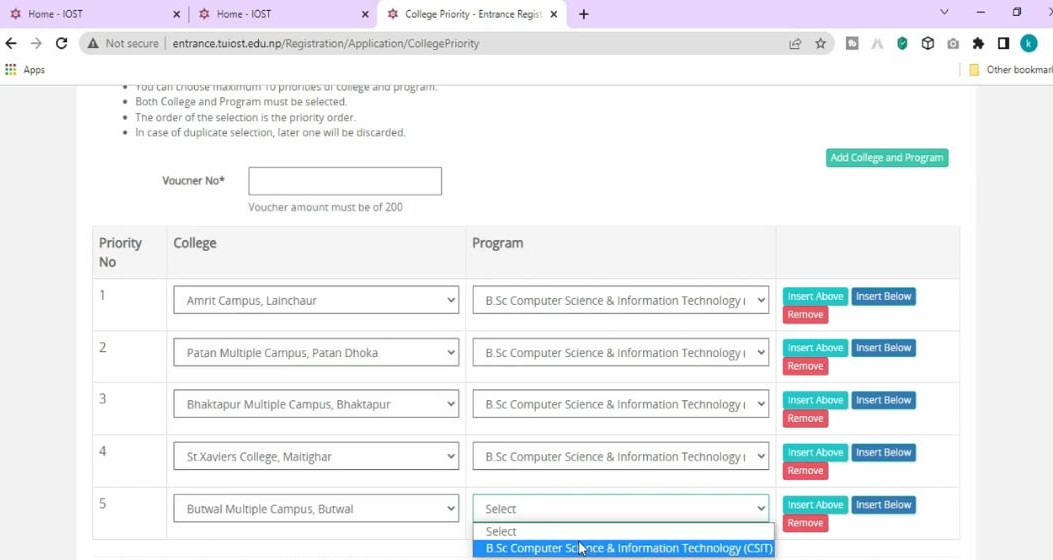 Home - IOST
Home - IOST
College Priority - Entrance Regist
Not secure | entrance.tuiost.edu.np/Registration/Application/CollegePriority
k
Apps
Other bookmark
You can choose maximum 10 priorities of college and program.
Both College and Program must be selected.
The order of the selection is the priority order.
In case of duplicate selection, later one will be discarded.
Add College and Program
Voucher No*
Voucher amount must be of 200
Priority No
College
Program
1
Amrit Campus, Lainchaur
B.Sc Computer Science & Information Technology (
Insert Above
Insert Below
Remove
2
Patan Multiple Campus, Patan Dhoka
B.Sc Computer Science & Information Technology (
Insert Above
Insert Below
Remove
3
Bhaktapur Multiple Campus, Bhaktapur
B.Sc Computer Science & Information Technology (
Insert Above
Insert Below
Remove
4
St.Xaviers College, Maitighar
B.Sc Computer Science & Information Technology (
Insert Above
Insert Below
Remove
5
Butwal Multiple Campus, Butwal
Select
Insert Above
Insert Below
Remove
Select
B.Sc Computer Science & Information Technology (CSIT)